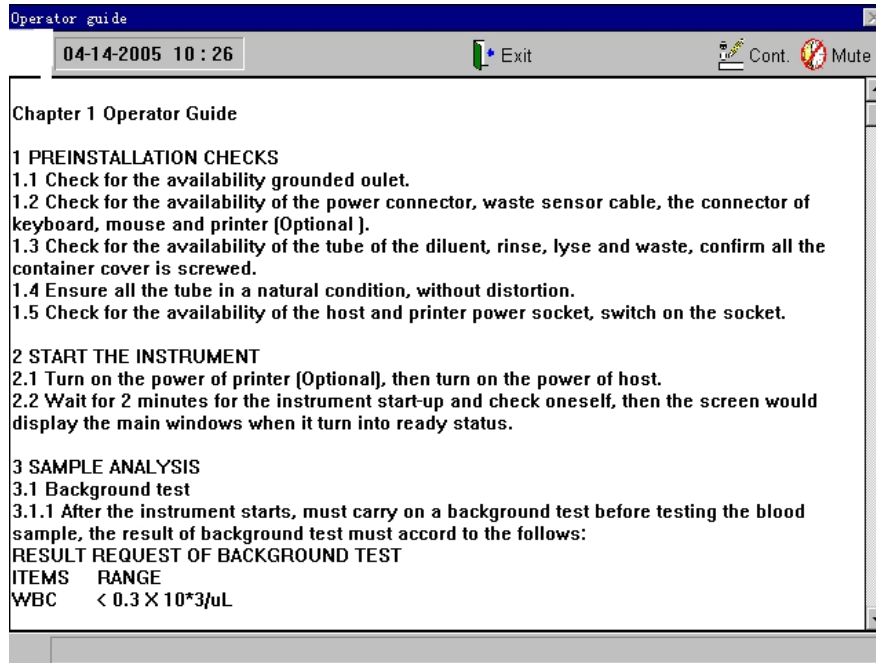 Operator guide
04-14-2005 10 : 26 Exit Cont. Mute
Chapter 1 Operator Guide
1 PREINSTALLATION CHECKS
1.1 Check for the availability grounded oulet.
1.2 Check for the availability of the power connector, waste sensor cable, the connector of
keyboard, mouse and printer (Optional ).
1.3 Check for the availability of the tube of the diluent, rinse, lyse and waste, confirm all the
container cover is screwed.
1.4 Ensure all the tube in a natural condition, without distortion.
1.5 Check for the availability of the host and printer power socket, switch on the socket.
2 START THE INSTRUMENT
2.1 Turn on the power of printer (Optional), then turn on the power of host.
2.2 Wait for 2 minutes for the instrument start-up and check oneself, then the screen would
display the main windows when it turn into ready status.
3 SAMPLE ANALYSIS
3.1 Background test
3.1.1 After the instrument starts, must carry on a background test before testing the blood
sample, the result of background test must accord to the follows:
RESULT REQUEST OF BACKGROUND TEST
ITEMS RANGE
WBC < 0.3 X 10*3/uL